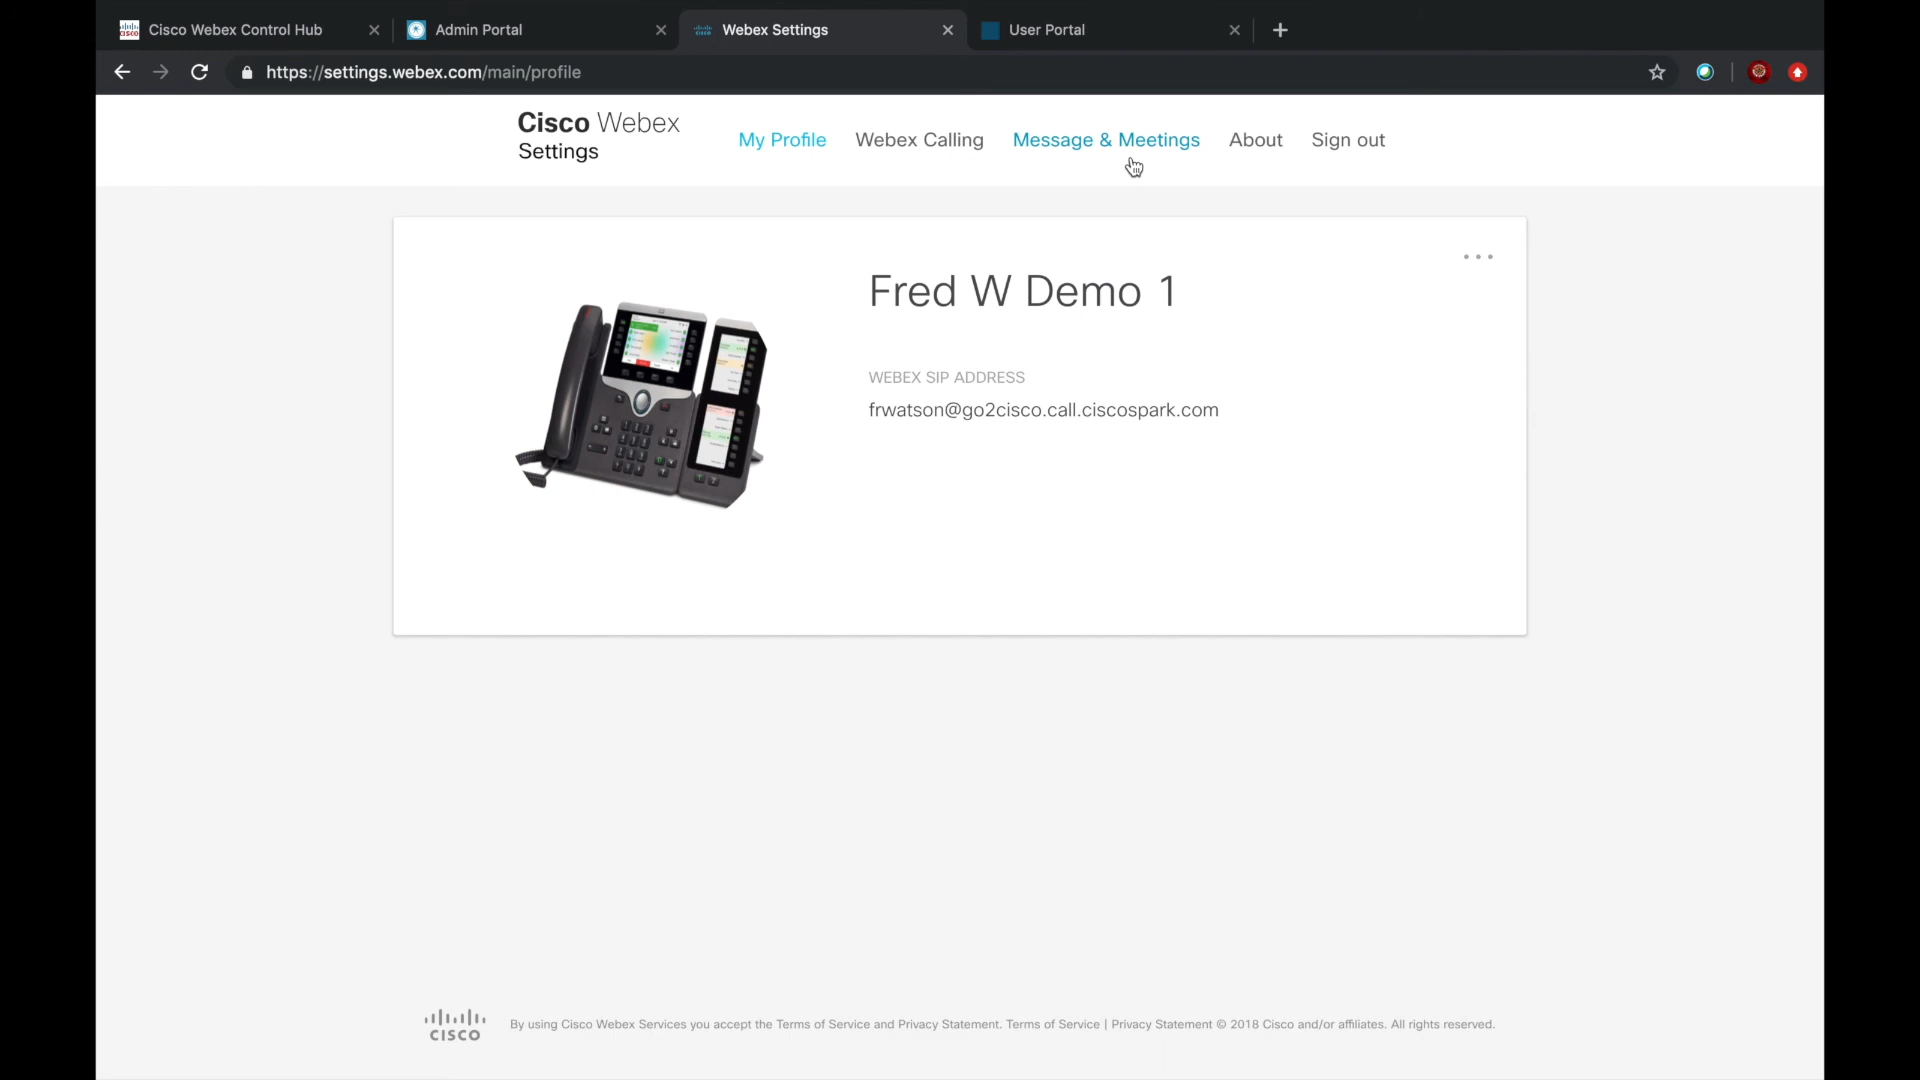 Cisco Webex Control Hub
Admin Portal
Webex Settings
User Portal
https://settings.webex.com/main/profile
Cisco Webex
Settings
My Profile
Webex Calling
Message & Meetings
About
Sign out
Fred W Demo 1
WEBEX SIP ADDRESS
frwatson@go2cisco.call.ciscospark.com
CISCO
By using Cisco Webex Services you accept the Terms of Service and Privacy Statement. Terms of Service | Privacy Statement © 2018 Cisco and/or affiliates. All rights reserved.